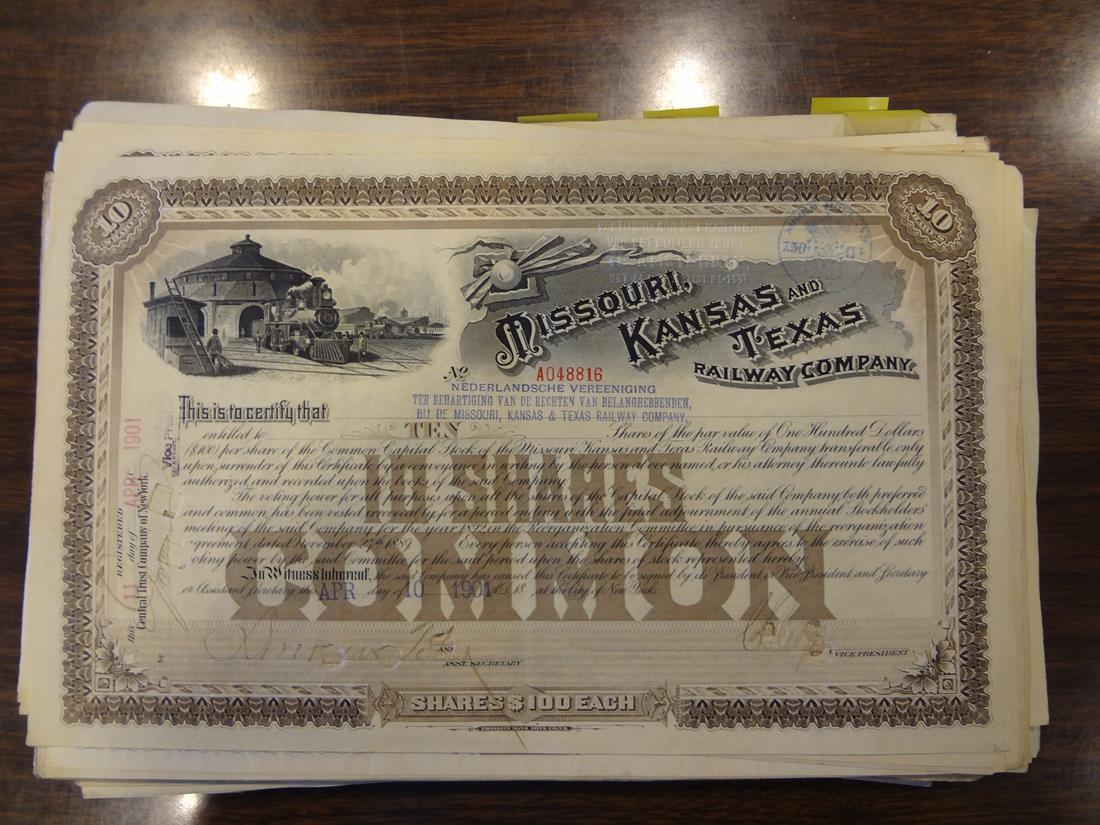 10
10
MISSOURI,
KANSAS AND
TEXAS
RAILWAY COMPANY.
No A048816
NEDERLANDSCHE VEREENIGING
TER BEHARTIGING VAN DE RECHTEN VAN BELANGHEBBENDEN,
BIJ DE MISSOURI, KANSAS & TEXAS RAILWAY COMPANY,
This is to certify that
entitled to TEN Shares of the par value of One Hundred Dollars
($100) per share of the Common Capital Stock of the Missouri Kansas and Texas Railway Company transferable only
upon surrender of this Certificate by a conveyance in writing by the person above named, or his attorney thereunto lawfully
authorized and recorded upon the books of the said Company.
The voting power for all purposes upon all the shares of the Capital Stock of the said Company, both preferred
and common, has been vested irrevocably for a period ending with the final adjournment of the annual Stockholders'
meeting of the said Company for the year 1892 in the Reorganization Committee in pursuance of the reorganization
agreement dated November 27th 1889. Every person accepting this Certificate thereby agrees to the exercise of such
voting power by the said Committee for the said period upon the shares of stock represented hereby.
In Witness whereof, the said Company has caused this Certificate to be signed by its President or Vice President and Secretary
or Assistant Secretary this APR day of 10 1901 A.D. 18 at the City of New York.
TEN SHARES
COMMON
ASST. SECRETARY
VICE PRESIDENT
SHARES $100 EACH
REGISTERED
this 11 day of APR 1901
Central Trust Company of New York
by